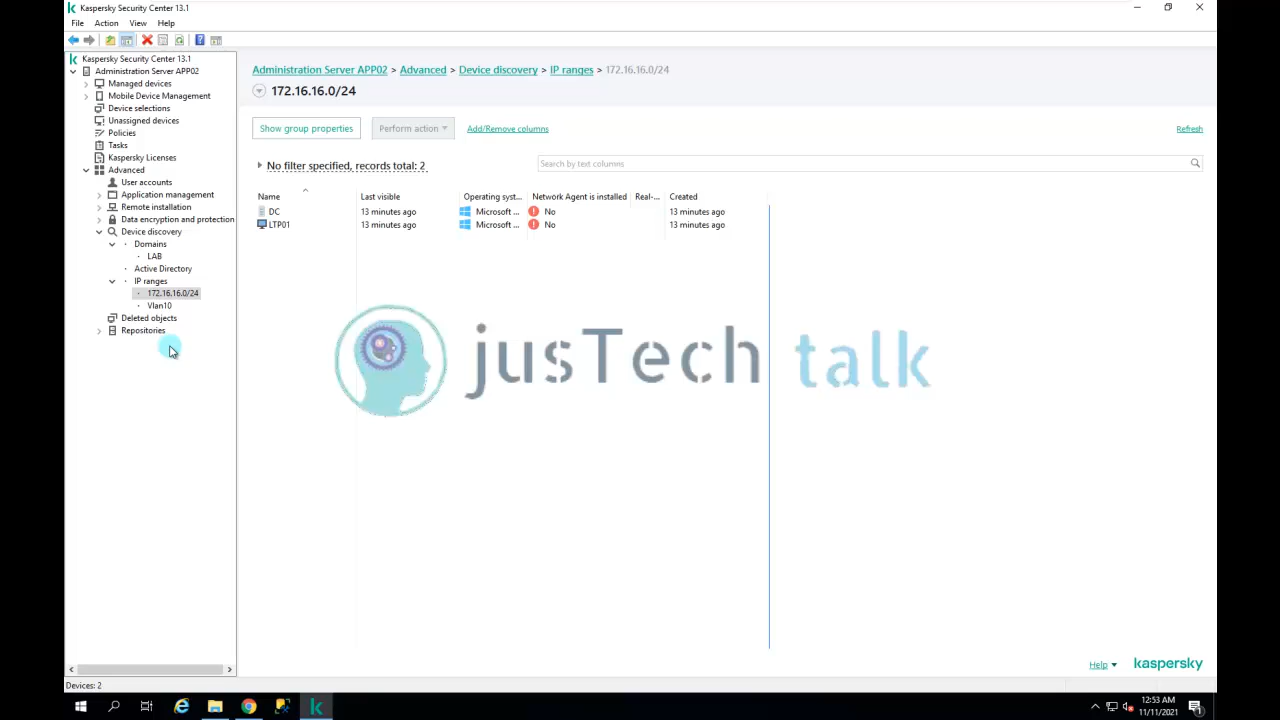 Kaspersky Security Center 13.1
File Action View Help
Kaspersky Security Center 13.1
Administration Server APP02
Managed devices
Mobile Device Management
Device selections
Unassigned devices
Policies
Tasks
Kaspersky Licenses
Advanced
User accounts
Application management
Remote installation
Data encryption and protection
Device discovery
Domains
LAB
Active Directory
IP ranges
172.16.16.0/24
Vlan10
Deleted objects
Repositories
Administration Server APP02 > Advanced > Device discovery > IP ranges > 172.16.16.0/24
172.16.16.0/24
Show group properties Perform action Add/Remove columns Refresh
No filter specified, records total: 2 Search by text columns
Name Last visible Operating syst... Network Agent is installed Real-... Created
DC 13 minutes ago Microsoft ... No 13 minutes ago
LTP01 13 minutes ago Microsoft ... No 13 minutes ago
jusTech talk
Help kaspersky
Devices: 2
12:53 AM
11/11/2021
1